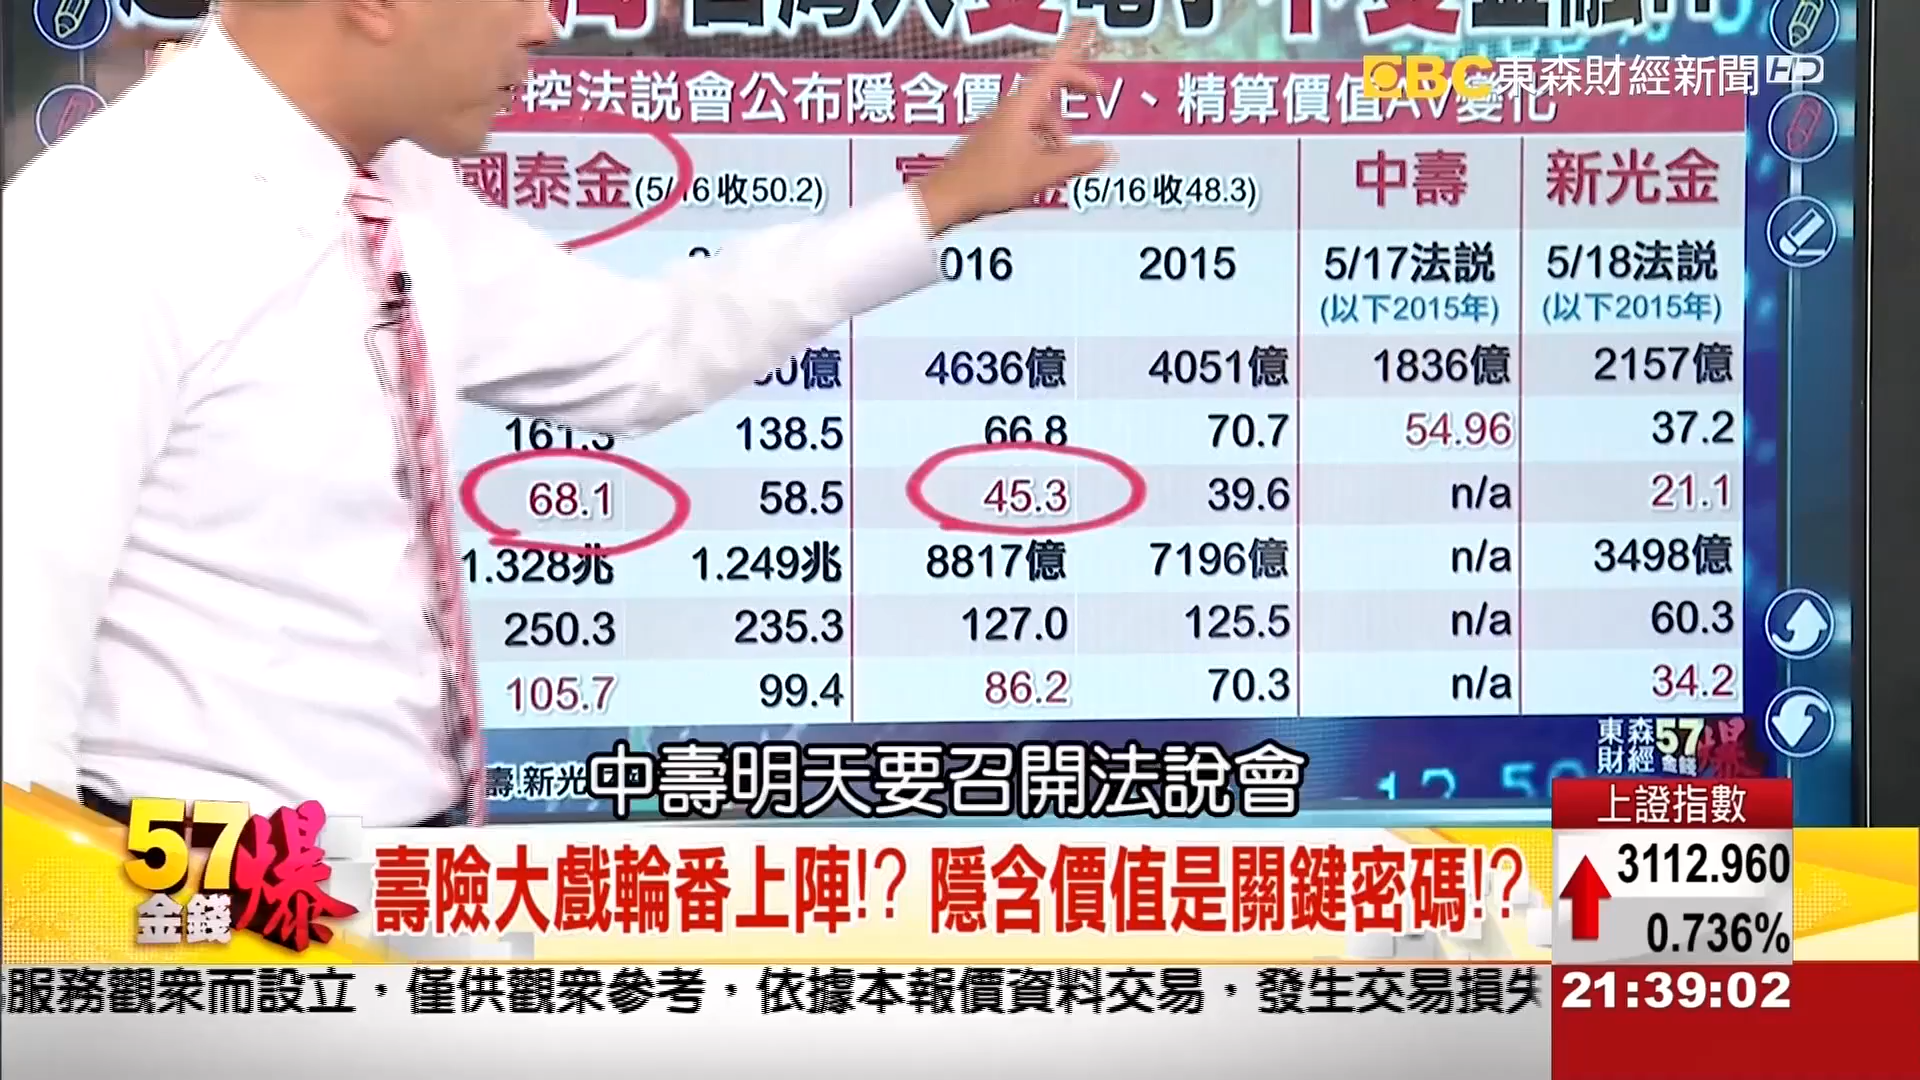 東森財經新聞 HD
控法說會公布隱含價值EV、精算價值AV變化
國泰金(5/16收50.2) 金(5/16收48.3) 中壽 新光金
2015 5/17法説 5/18法説
(以下2015年) (以下2015年)
億 4636億 4051億 1836億 2157億
161.3 138.5 66.8 70.7 54.96 37.2
68.1 58.5 45.3 39.6 n/a 21.1
1.328兆 1.249兆 8817億 7196億 n/a 3498億
250.3 235.3 127.0 125.5 n/a 60.3
105.7 99.4 86.2 70.3 n/a 34.2
東森財經 57金錢爆
壽.新光
中壽明天要召開法說會
上證指數
3112.960
0.736%
57金錢爆
壽險大戲輪番上陣!? 隱含價值是關鍵密碼!?
服務觀眾而設立，僅供觀眾參考，依據本報價資料交易，發生交易損失
21:39:02